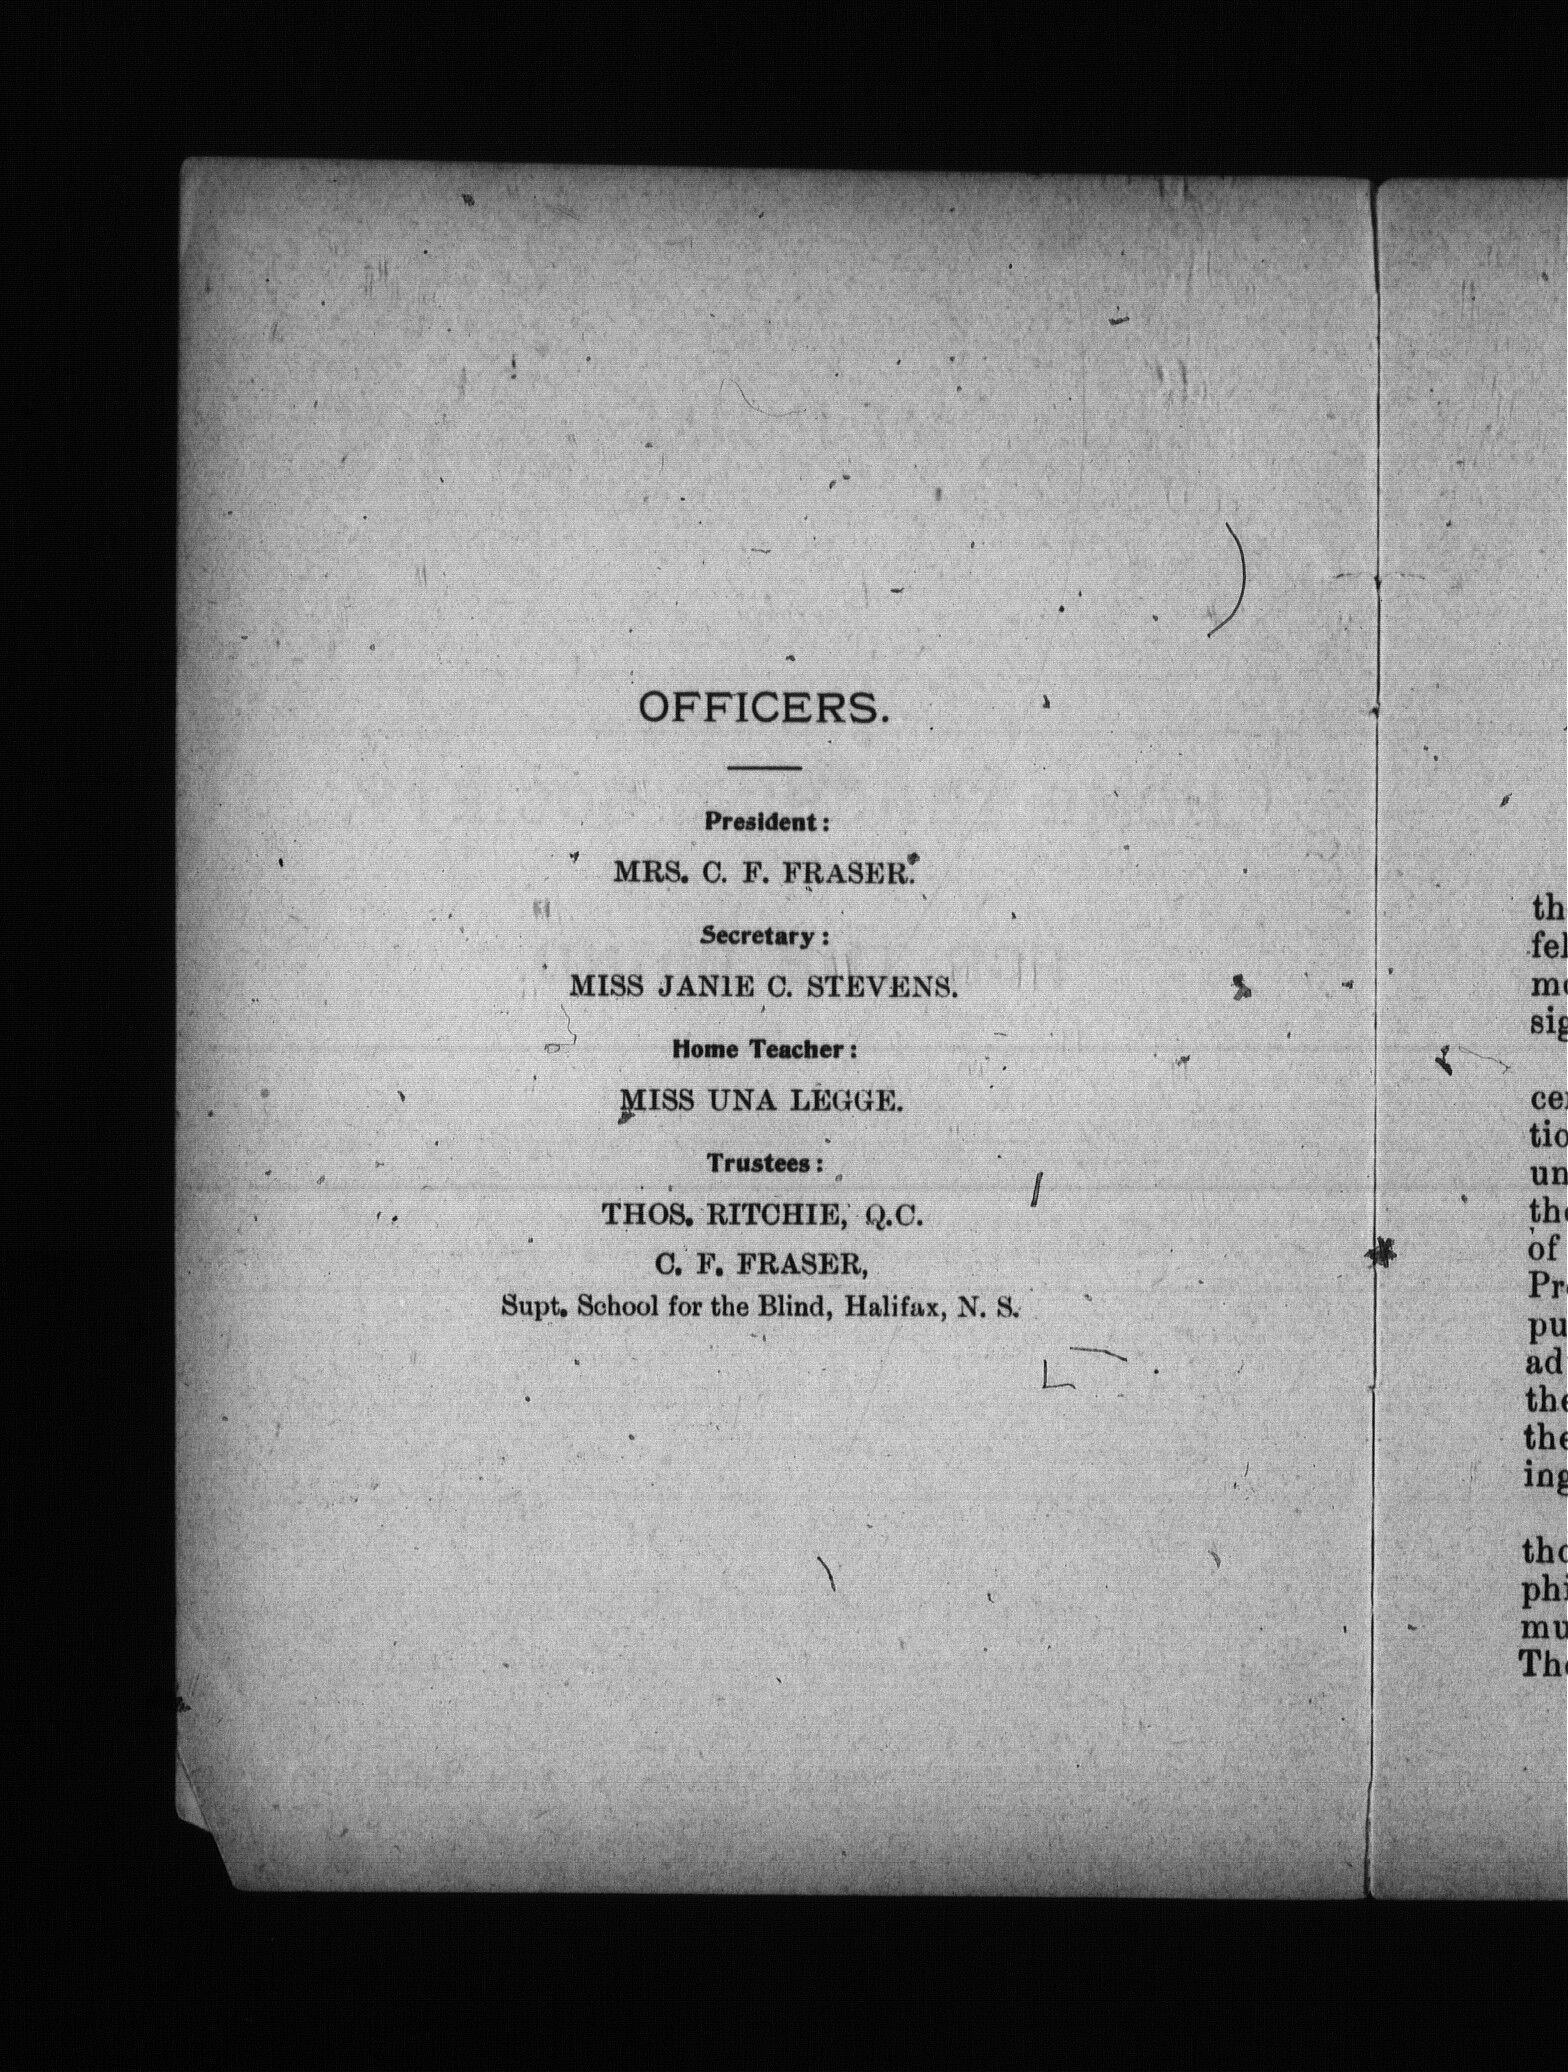 OFFICERS.
President:
MRS. C. F. FRASER.
Secretary:
MISS JANIE C. STEVENS.
Home Teacher:
MISS UNA LEGGE.
Trustees:
THOS. RITCHIE, Q.C.
C. F. FRASER,
Supt. School for the Blind, Halifax, N. S.